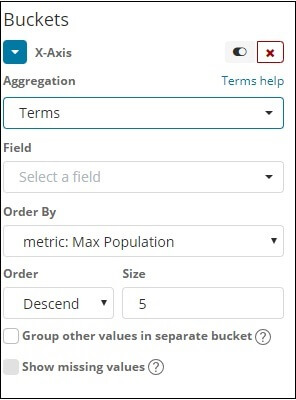 Buckets
X-Axis
Aggregation Terms help
Terms
Field
Select a field
Order By
metric: Max Population
Order Size
Descend 5
Group other values in separate bucket ?
Show missing values ?